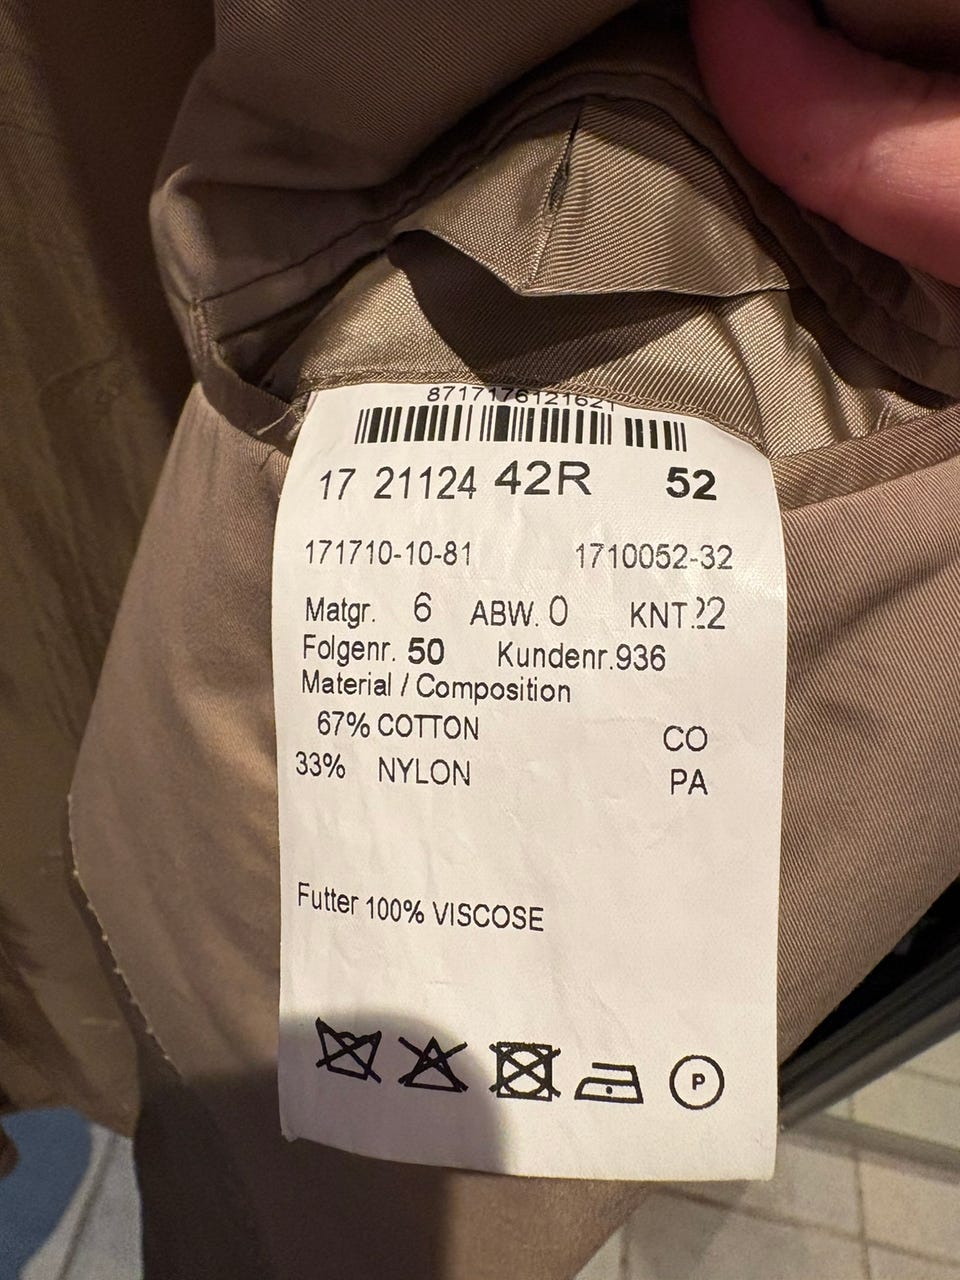 8717176121621
17 21124 42R 52
171710-10-81 1710052-32
Matgr. 6 ABW. 0 KNT.22
Folgenr. 50 Kundenr.936
Material / Composition
67% COTTON CO
33% NYLON PA
Futter 100% VISCOSE
P